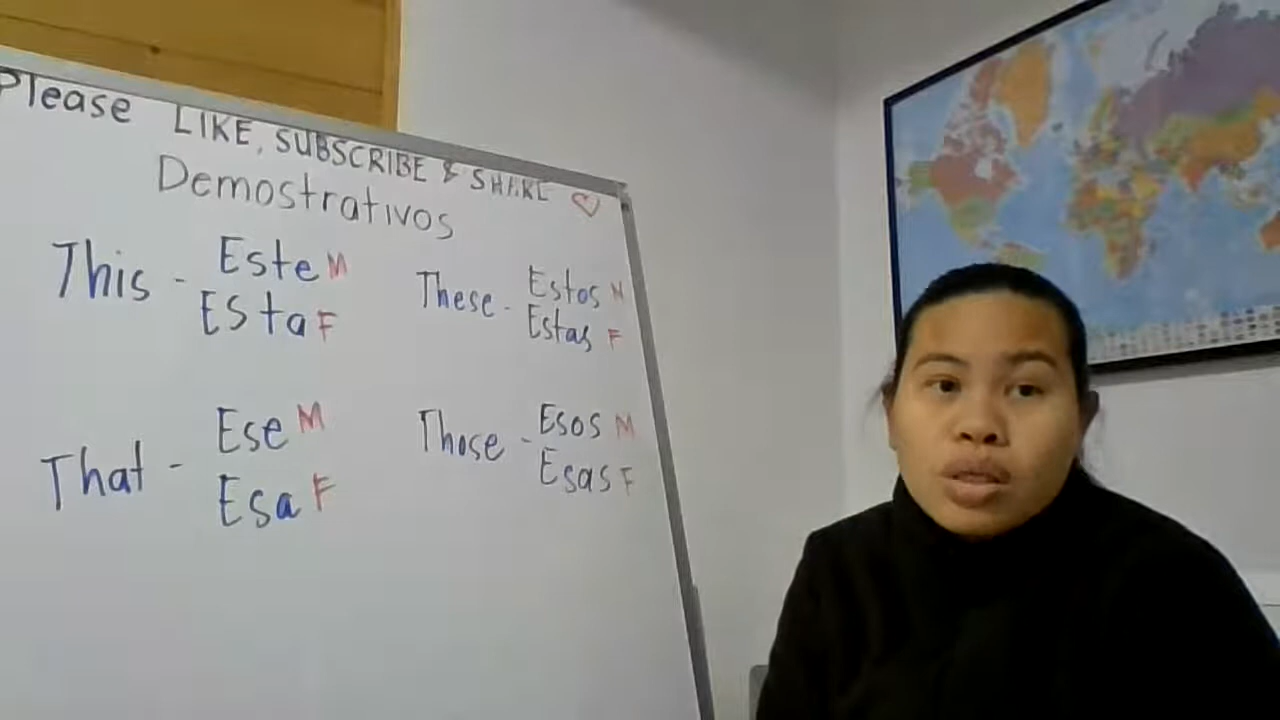 Please LIKE, SUBSCRIBE & SHARE ♡
Demostrativos
This - Este M
Esta F
These - Estos M
Estas F
That - Ese M
Esa F
Those - Esos M
Esas F